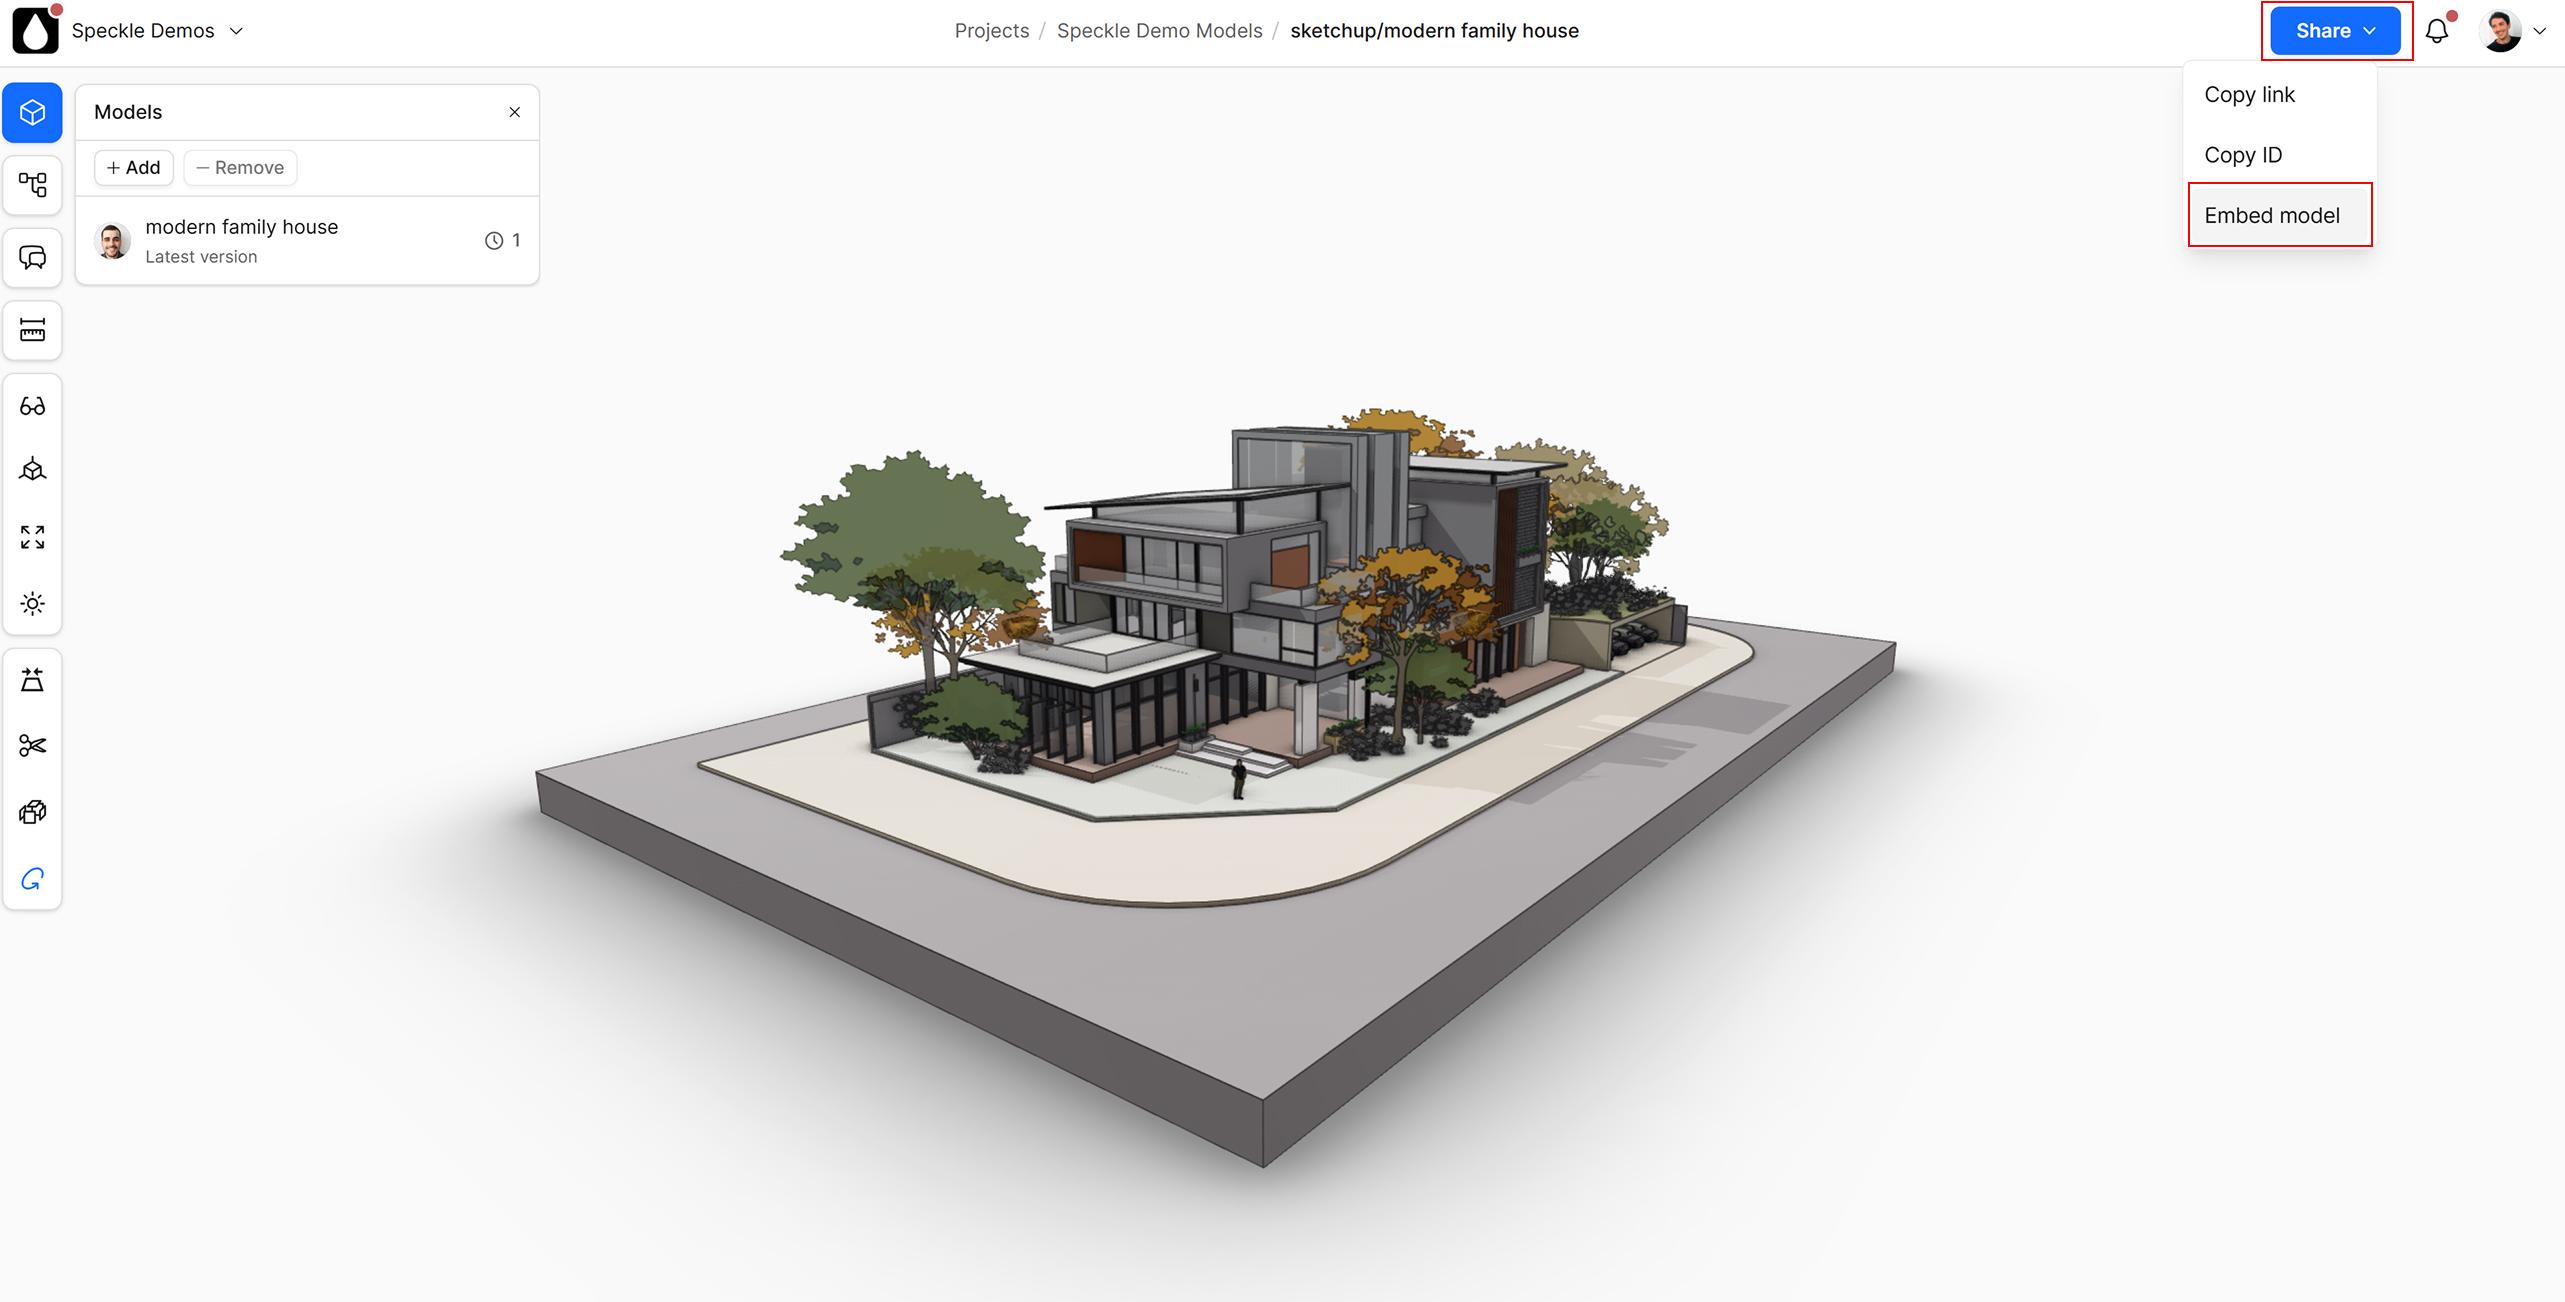 Speckle Demos
Projects / Speckle Demo Models / sketchup/modern family house
Share
Copy link
Copy ID
Embed model
Models
+ Add
− Remove
modern family house
Latest version
1